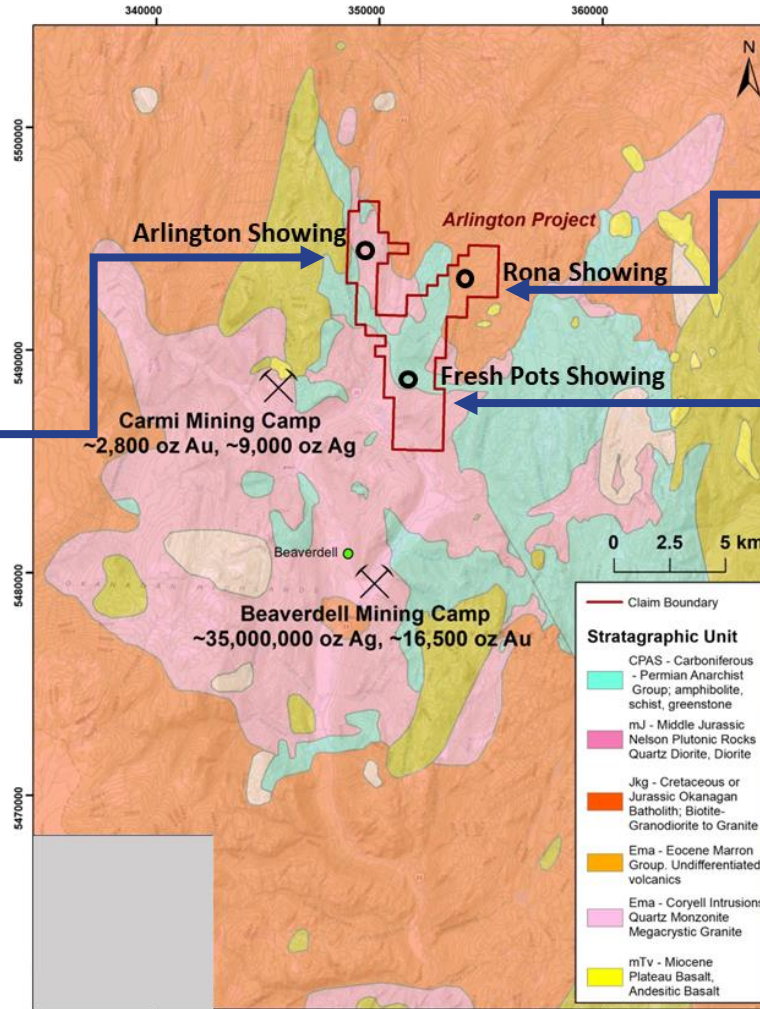 340000
350000
360000
N
5500000
Arlington Project
Arlington Showing
Rona Showing
5490000
Fresh Pots Showing
Carmi Mining Camp
~2,800 oz Au, ~9,000 oz Ag
0 2.5 5 km
Beaverdell
5480000
OKANAGAN HIGHLANDS
Beaverdell Mining Camp
~35,000,000 oz Ag, ~16,500 oz Au
5470000
Claim Boundary
Stratagraphic Unit
CPAS - Carboniferous
- Permian Anarchist
Group; amphibolite,
schist, greenstone
mJ - Middle Jurassic
Nelson Plutonic Rocks
Quartz Diorite, Diorite
Jkg - Cretaceous or
Jurassic Okanagan
Batholith; Biotite-
Granodiorite to Granite
Ema - Eocene Marron
Group. Undifferentiated
volcanics
Ema - Coryell Intrusions
Quartz Monzonite
Megacrystic Granite
mTv - Miocene
Plateau Basalt,
Andesitic Basalt